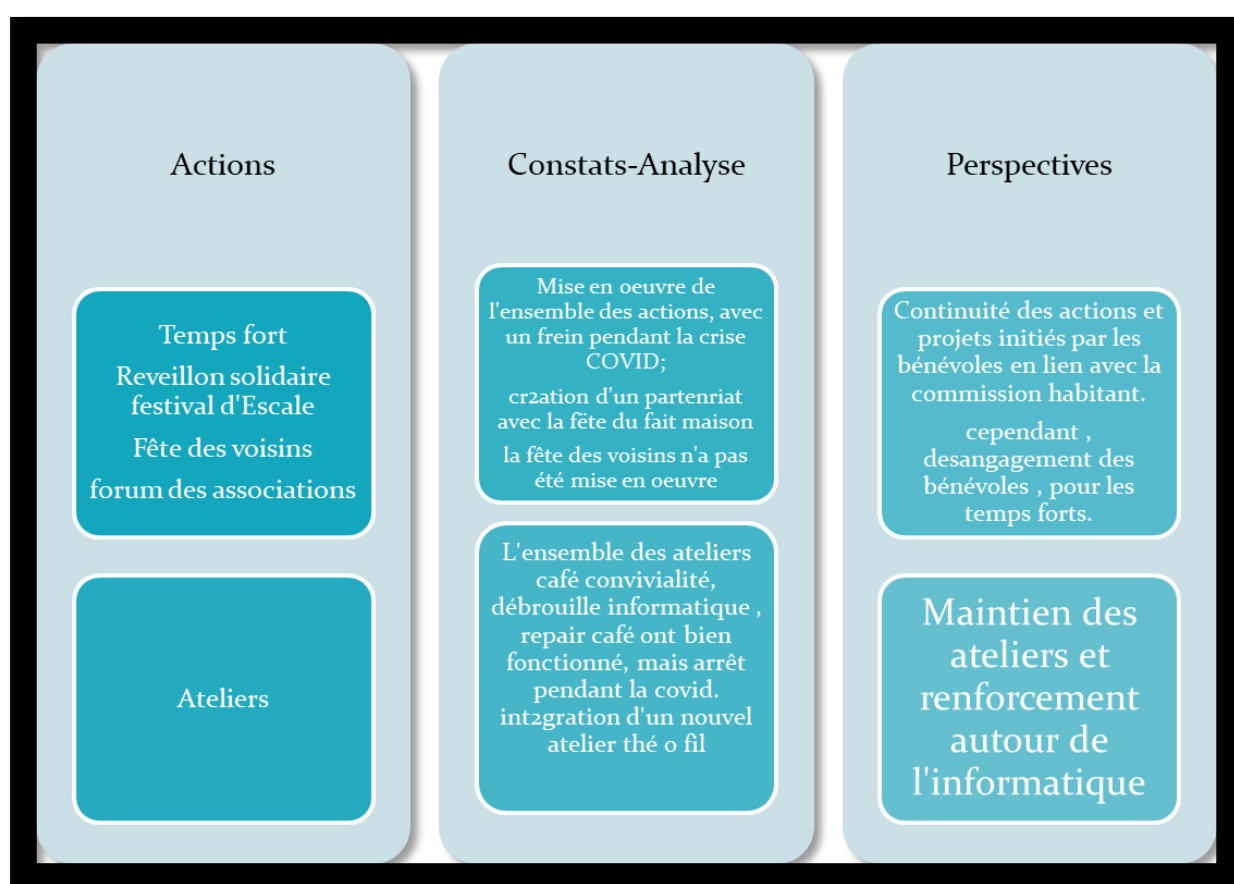 Actions
Temps fort
Reveillon solidaire
festival d'Escale
Fête des voisins
forum des associations
Ateliers
Constats-Analyse
Mise en oeuvre de
l'ensemble des actions, avec
un frein pendant la crise
COVID;
cr2ation d'un partenriat
avec la fête du fait maison
la fête des voisins n'a pas
été mise en oeuvre
L'ensemble des ateliers
café convivialité,
débrouille informatique ,
repair café ont bien
fonctionné, mais arrêt
pendant la covid.
int2gration d'un nouvel
atelier thé o fil
Perspectives
Continuité des actions et
projets initiés par les
bénévoles en lien avec la
commission habitant.
cependant ,
desangagement des
bénévoles , pour les
temps forts.
Maintien des
ateliers et
renforcement
autour de
l'informatique